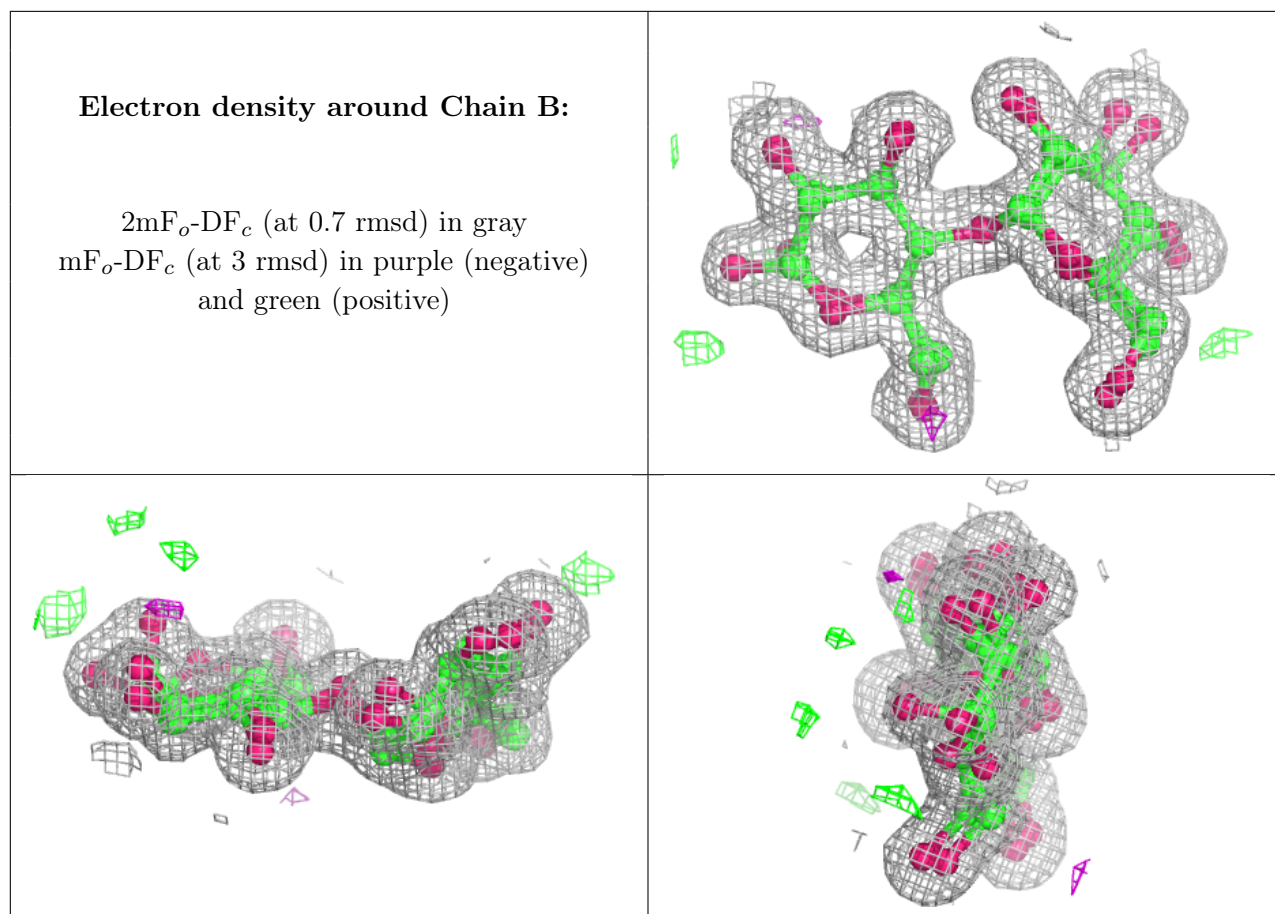 Electron density around Chain B:
2mFo-DFc (at 0.7 rmsd) in gray
mFo-DFc (at 3 rmsd) in purple (negative)
and green (positive)